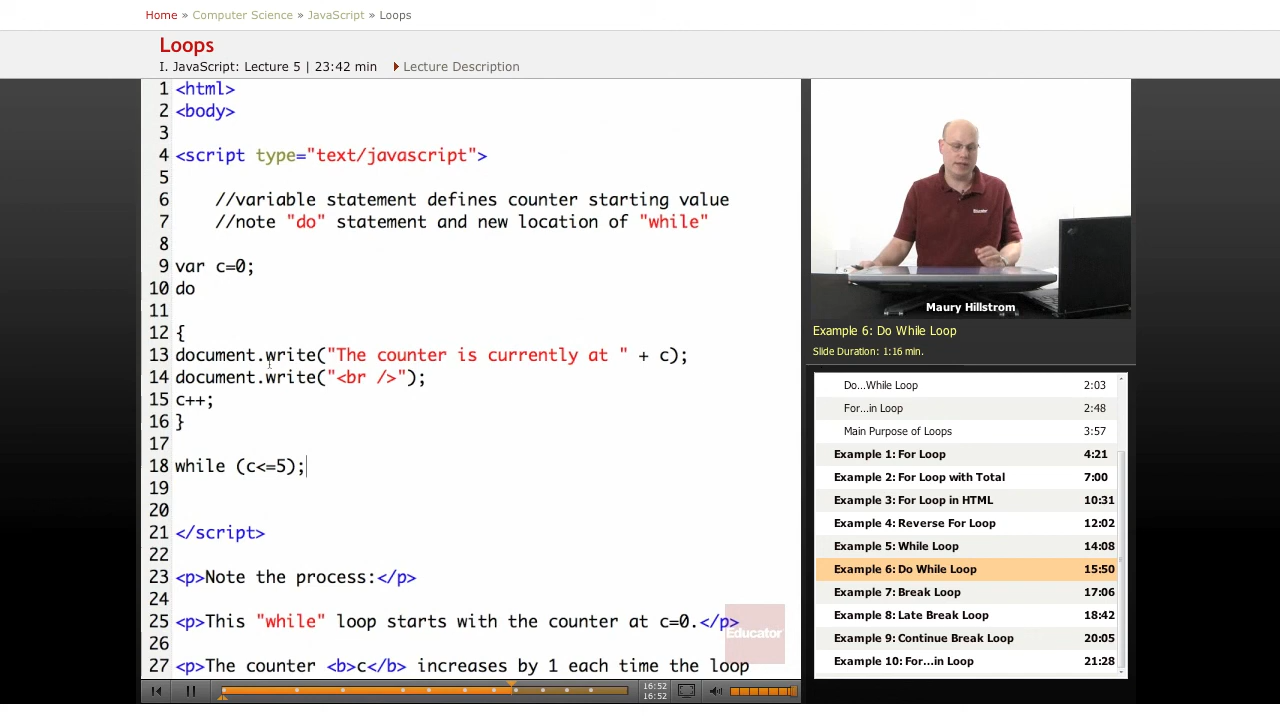 Home » Computer Science » JavaScript » Loops
Loops
I. JavaScript: Lecture 5 | 23:42 min
Lecture Description
1 <html>
2 <body>
3
4 <script type="text/javascript">
5
6 //variable statement defines counter starting value
7 //note "do" statement and new location of "while"
8
9 var c=0;
10 do
11
12 {
13 document.write("The counter is currently at " + c);
14 document.write("<br />");
15 c++;
16 }
17
18 while (c<=5);
19
20
21 </script>
22
23 <p>Note the process:</p>
24
25 <p>This "while" loop starts with the counter at c=0.</p>
26
27 <p>The counter <b>c</b> increases by 1 each time the loop
Educator
16:52
16:52
Maury Hillstrom
Example 6: Do While Loop
Slide Duration: 1:16 min.
Do...While Loop 2:03
For...in Loop 2:48
Main Purpose of Loops 3:57
Example 1: For Loop 4:21
Example 2: For Loop with Total 7:00
Example 3: For Loop in HTML 10:31
Example 4: Reverse For Loop 12:02
Example 5: While Loop 14:08
Example 6: Do While Loop 15:50
Example 7: Break Loop 17:06
Example 8: Late Break Loop 18:42
Example 9: Continue Break Loop 20:05
Example 10: For...in Loop 21:28